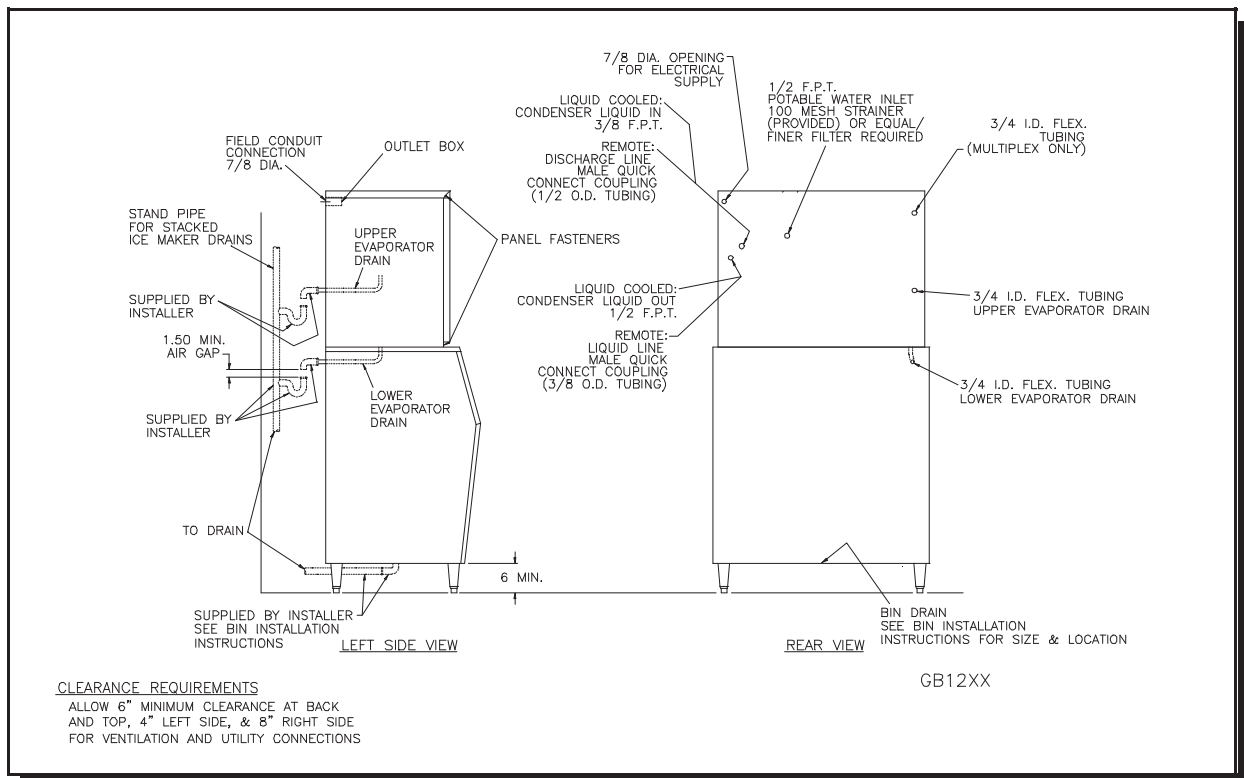 7/8 DIA. OPENING
FOR ELECTRICAL
SUPPLY
1/2 F.P.T.
POTABLE WATER INLET
100 MESH STRAINER
(PROVIDED) OR EQUAL/
FINER FILTER REQUIRED
LIQUID COOLED:
CONDENSER LIQUID IN
3/8 F.P.T.
3/4 I.D. FLEX.
TUBING
(MULTIPLEX ONLY)
FIELD CONDUIT
CONNECTION
7/8 DIA.
OUTLET BOX
REMOTE:
DISCHARGE LINE
MALE QUICK
CONNECT COUPLING
(1/2 O.D. TUBING)
STAND PIPE
FOR STACKED
ICE MAKER DRAINS
UPPER
EVAPORATOR
DRAIN
PANEL FASTENERS
SUPPLIED BY
INSTALLER
LIQUID COOLED:
CONDENSER LIQUID OUT
1/2 F.P.T.
3/4 I.D. FLEX. TUBING
UPPER EVAPORATOR DRAIN
1.50 MIN.
AIR GAP
REMOTE:
LIQUID LINE
MALE QUICK
CONNECT COUPLING
(3/8 O.D. TUBING)
3/4 I.D. FLEX. TUBING
LOWER EVAPORATOR DRAIN
LOWER
EVAPORATOR
DRAIN
SUPPLIED BY
INSTALLER
TO DRAIN
6 MIN.
SUPPLIED BY INSTALLER
SEE BIN INSTALLATION
INSTRUCTIONS
LEFT SIDE VIEW
REAR VIEW
BIN DRAIN
SEE BIN INSTALLATION
INSTRUCTIONS FOR SIZE & LOCATION
GB12XX
CLEARANCE REQUIREMENTS
ALLOW 6" MINIMUM CLEARANCE AT BACK
AND TOP, 4" LEFT SIDE, & 8" RIGHT SIDE
FOR VENTILATION AND UTILITY CONNECTIONS